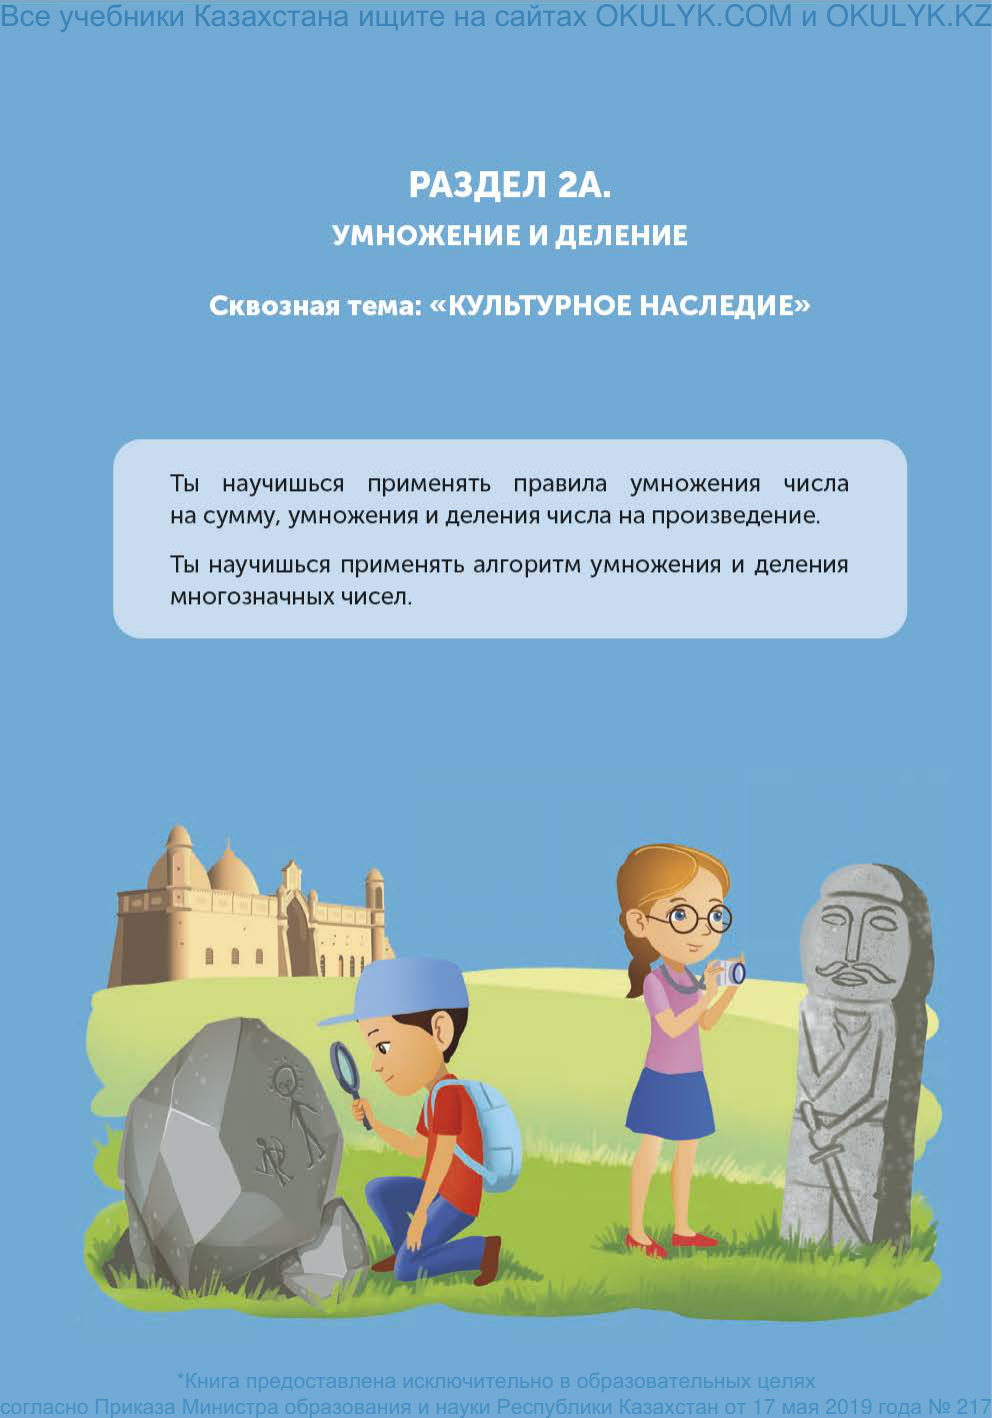 Все учебники Казахстана ищите на сайтах OKULYK.COM и OKULYK.KZ
РАЗДЕЛ 2А.
УМНОЖЕНИЕ И ДЕЛЕНИЕ
Сквозная тема: «КУЛЬТУРНОЕ НАСЛЕДИЕ»
Ты научишься применять правила умножения числа
на сумму, умножения и деления числа на произведение.
Ты научишься применять алгоритм умножения и деления
многозначных чисел.
*Книга предоставлена исключительно в образовательных целях
согласно Приказа Министра образования и науки Республики Казахстан от 17 мая 2019 года № 217